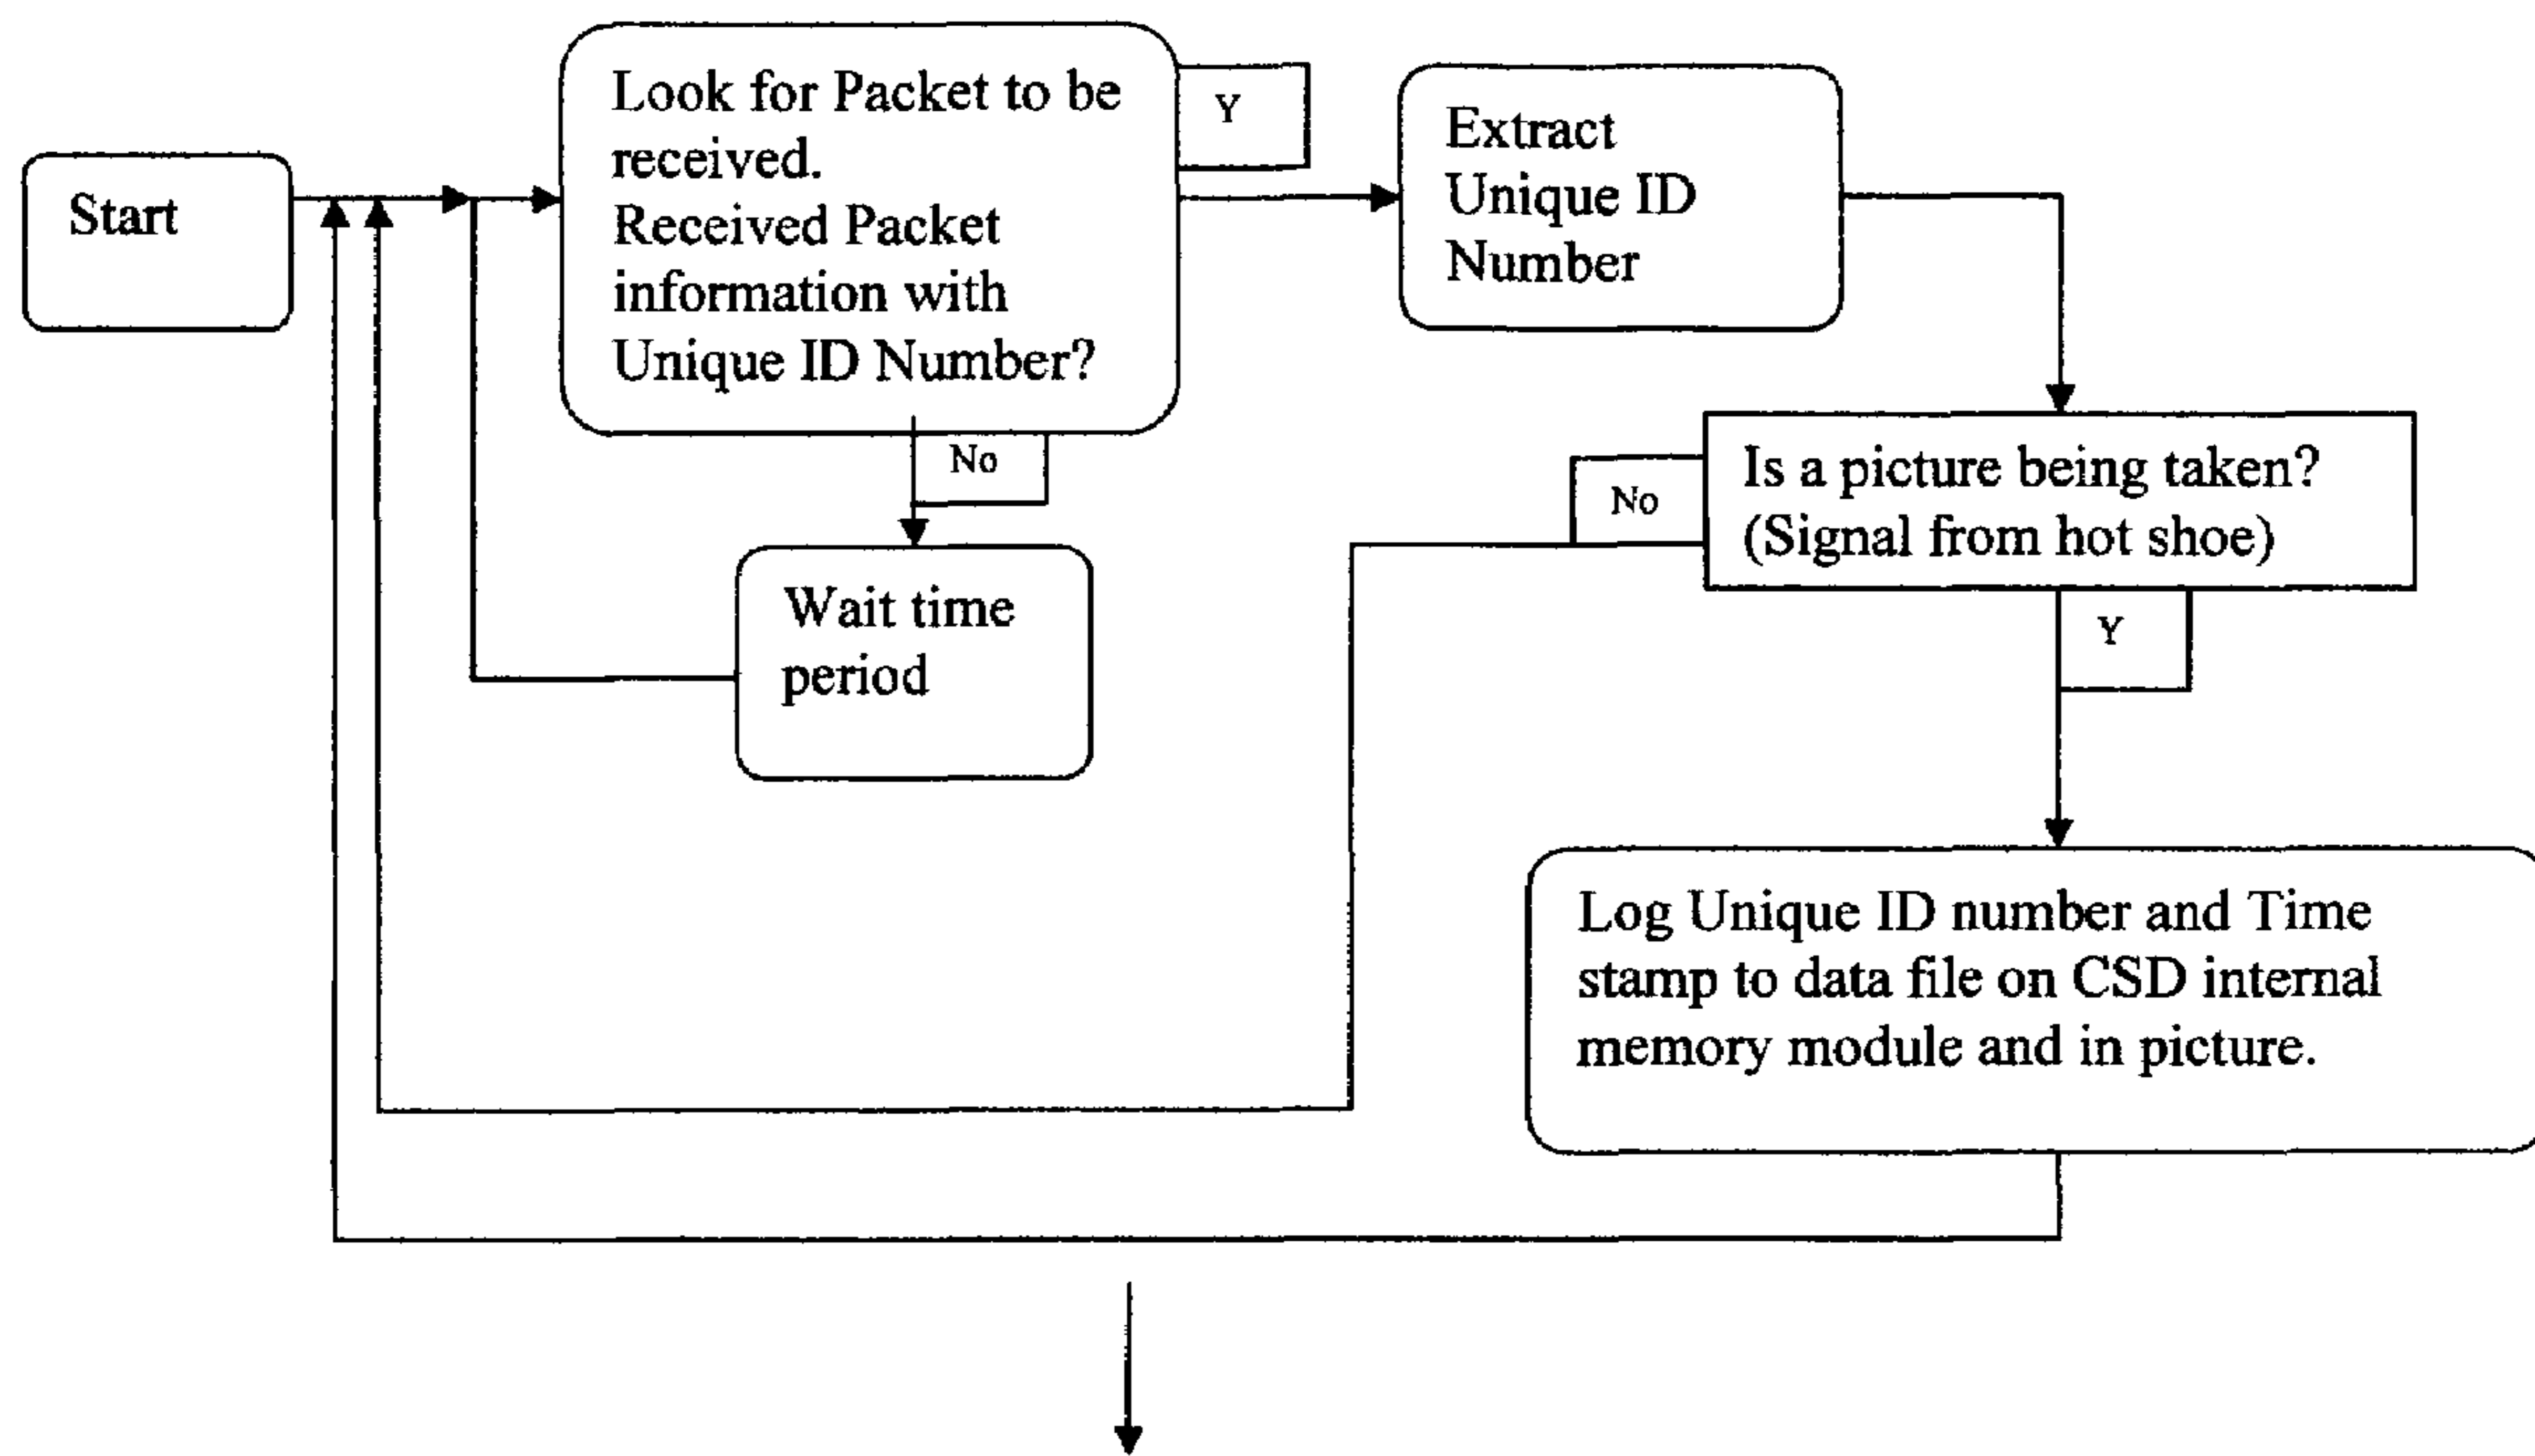 Start
Look for Packet to be
received.
Received Packet
information with
Unique ID Number?
Y
Extract
Unique ID
Number
No
Wait time
period
Is a picture being taken?
(Signal from hot shoe)
No
Y
Log Unique ID number and Time
stamp to data file on CSD internal
memory module and in picture.